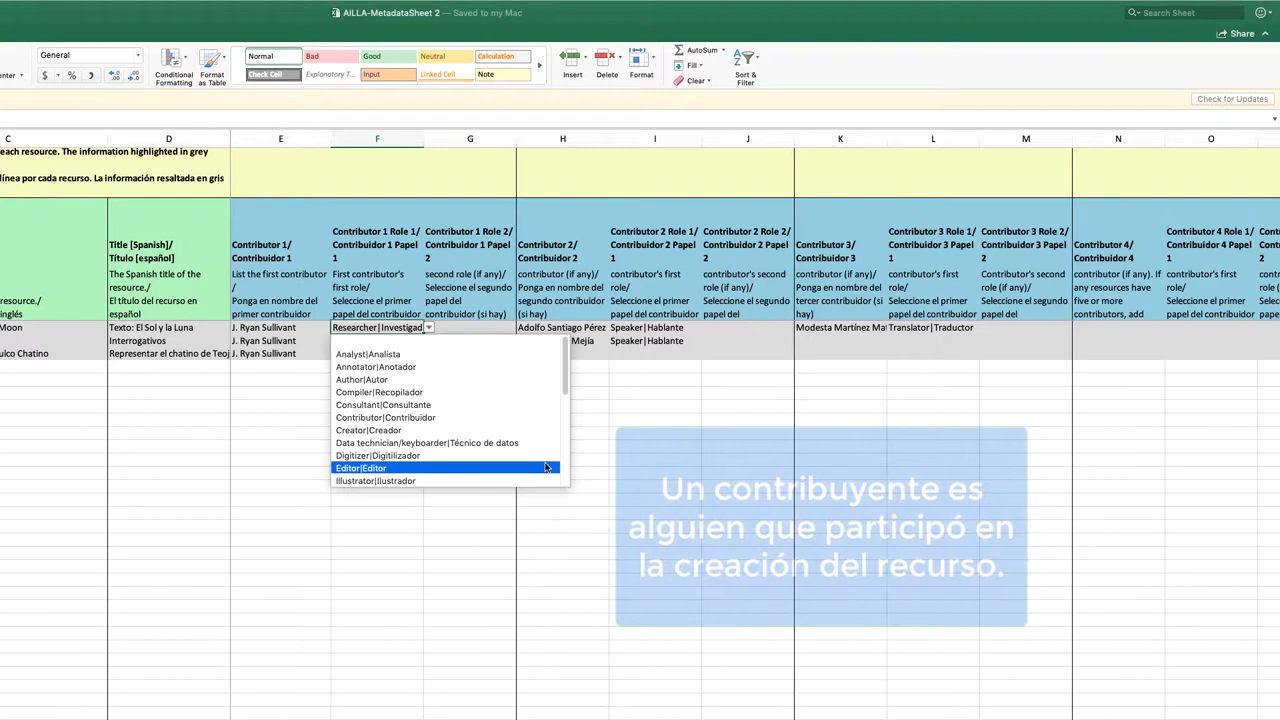 AILLA-MetadataSheet 2 — Saved to my Mac
Search Sheet
Share
General
Normal
Bad
Good
Neutral
Calculation
AutoSum
Fill
Clear
Check Cell
Explanatory T...
Input
Linked Cell
Note
Conditional
Formatting
Format
as Table
Insert
Delete
Format
Sort &
Filter
$ %
Check for Updates
C D E F G H I J K L M N O
each resource. The information highlighted in grey
línea por cada recurso. La información resaltada en gris
resource./
inglés
Title [Spanish]/
Título [español]
The Spanish title of the
resource./
El título del recurso en
español
Contributor 1/
Contribuidor 1
List the first contributor
/
Ponga en nombre del
primer contribuidor
Contributor 1 Role 1/
Contribuidor 1 Papel
1
First contributor's
first role/
Seleccione el primer
papel del contribuidor
Contributor 1 Role 2/
Contribuidor 1 Papel
2
second role (if any)/
Seleccione el segundo
papel del
contribuidor (si hay)
Contributor 2/
Contribuidor 2
contributor (if any)/
Ponga en nombre del
segundo contribuidor
(si hay)
Contributor 2 Role 1/
Contribuidor 2 Papel
1
contributor's first
role/
Seleccione el primer
papel del
Contributor 2 Role 2/
Contribuidor 2 Papel
2
contributor's second
role (if any)/
Seleccione el segundo
papel del
Contributor 3/
Contribuidor 3
contributor (if any)/
Ponga en nombre del
tercer contribuidor (si
hay)
Contributor 3 Role 1/
Contribuidor 3 Papel
1
contributor's first
role/
Seleccione el primer
papel del contribuidor
Contributor 3 Role 2/
Contribuidor 3 Papel
2
Contributor's second
role (if any)/
Seleccione el segundo
papel del
Contributor 4/
Contribuidor 4
contributor (if any). If
any resources have
five or more
contributors, add
Contributor 4 Role 1/
Contribuidor 4 Papel
1
contributor's first
role/
Seleccione el primer
papel del contribuidor
Moon
Texto: El Sol y la Luna
J. Ryan Sullivant
Researcher|Investigad
Adolfo Santiago Pérez
Speaker|Hablante
Modesta Martínez Ma
Translator|Traductor
Interrogativos
J. Ryan Sullivant
Mejía
Speaker|Hablante
ulco Chatino
Representar el chatino de Teoj
J. Ryan Sullivant
Analyst|Analista
Annotator|Anotador
Author|Autor
Compiler|Recopilador
Consultant|Consultante
Contributor|Contribuidor
Creator|Creador
Data technician/keyboarder|Técnico de datos
Digitizer|Digitilizador
Editor|Editor
Illustrator|Ilustrador
Un contribuyente es
alguien que participó en
la creación del recurso.